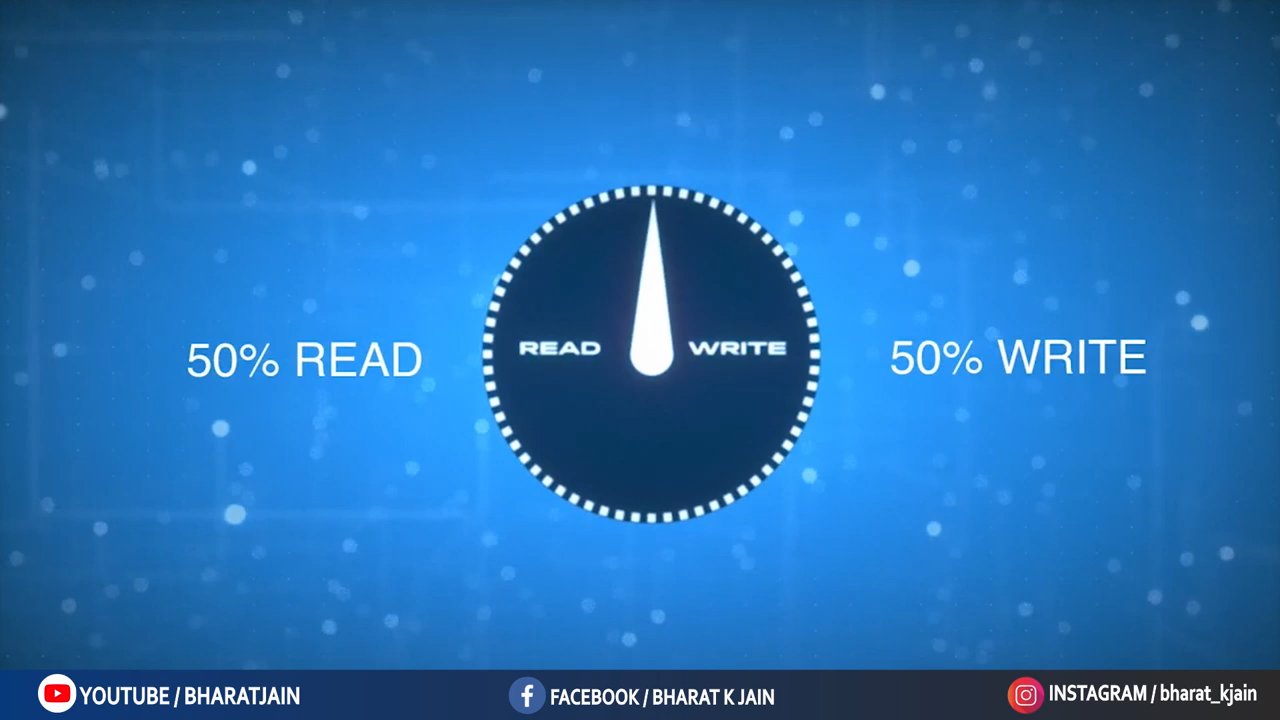 50% READ
READ
WRITE
50% WRITE
YOUTUBE / BHARATJAIN
FACEBOOK / BHARAT K JAIN
INSTAGRAM / bharat_kjain